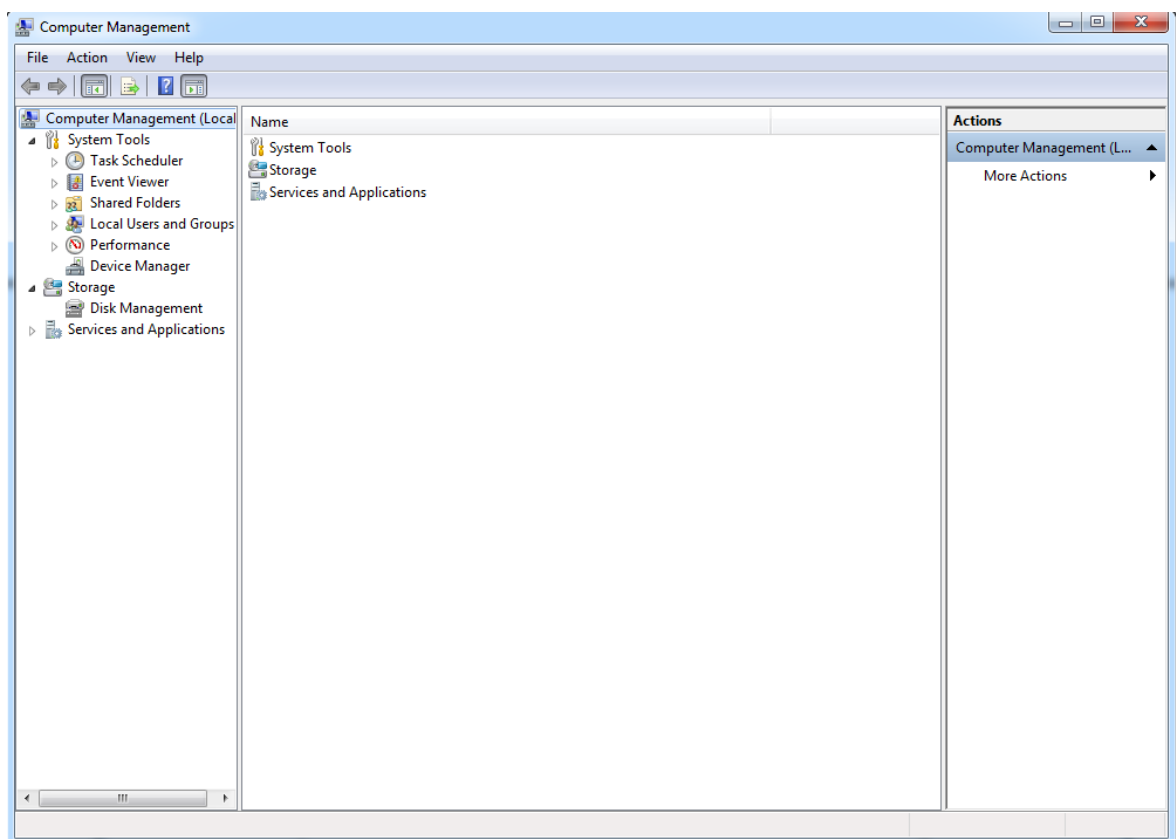 Computer Management
File Action View Help
Computer Management (Local
System Tools
Task Scheduler
Event Viewer
Shared Folders
Local Users and Groups
Performance
Device Manager
Storage
Disk Management
Services and Applications
Name
System Tools
Storage
Services and Applications
Actions
Computer Management (L...
More Actions